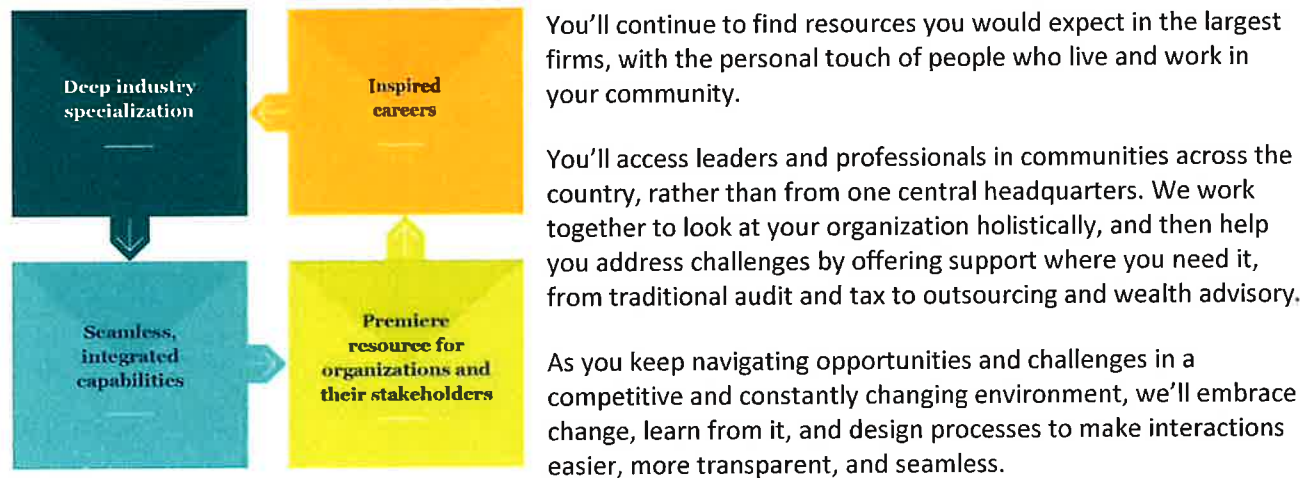 Deep industry
specialization
Inspired
careers
Seamless,
integrated
capabilities
Premiere
resource for
organizations and
their stakeholders
You’ll continue to find resources you would expect in the largest
firms, with the personal touch of people who live and work in
your community.
You’ll access leaders and professionals in communities across the
country, rather than from one central headquarters. We work
together to look at your organization holistically, and then help
you address challenges by offering support where you need it,
from traditional audit and tax to outsourcing and wealth advisory.
As you keep navigating opportunities and challenges in a
competitive and constantly changing environment, we’ll embrace
change, learn from it, and design processes to make interactions
easier, more transparent, and seamless.